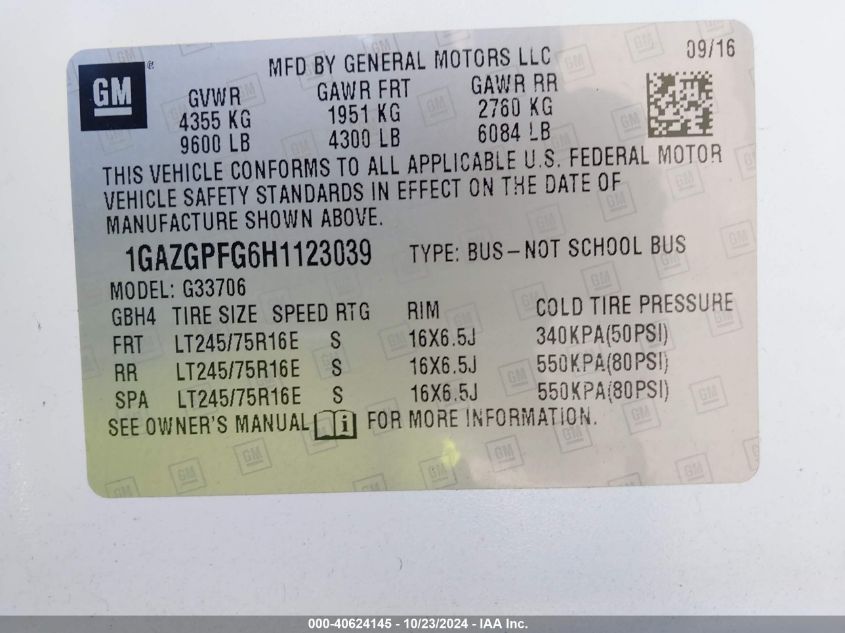 GM ®
MFD BY GENERAL MOTORS LLC 09/16
GVWR GAWR FRT GAWR RR
4355 KG 1951 KG 2760 KG
9600 LB 4300 LB 6084 LB
THIS VEHICLE CONFORMS TO ALL APPLICABLE U.S. FEDERAL MOTOR
VEHICLE SAFETY STANDARDS IN EFFECT ON THE DATE OF
MANUFACTURE SHOWN ABOVE.
1GAZGPFG6H1123039 TYPE: BUS-NOT SCHOOL BUS
MODEL: G33706
GBH4 TIRE SIZE SPEED RTG RIM COLD TIRE PRESSURE
FRT LT245/75R16E S 16X6.5J 340KPA(50PSI)
RR LT245/75R16E S 16X6.5J 550KPA(80PSI)
SPA LT245/75R16E S 16X6.5J 550KPA(80PSI)
SEE OWNER'S MANUAL i FOR MORE INFORMATION.
000-40624145 - 10/23/2024 - IAA Inc.